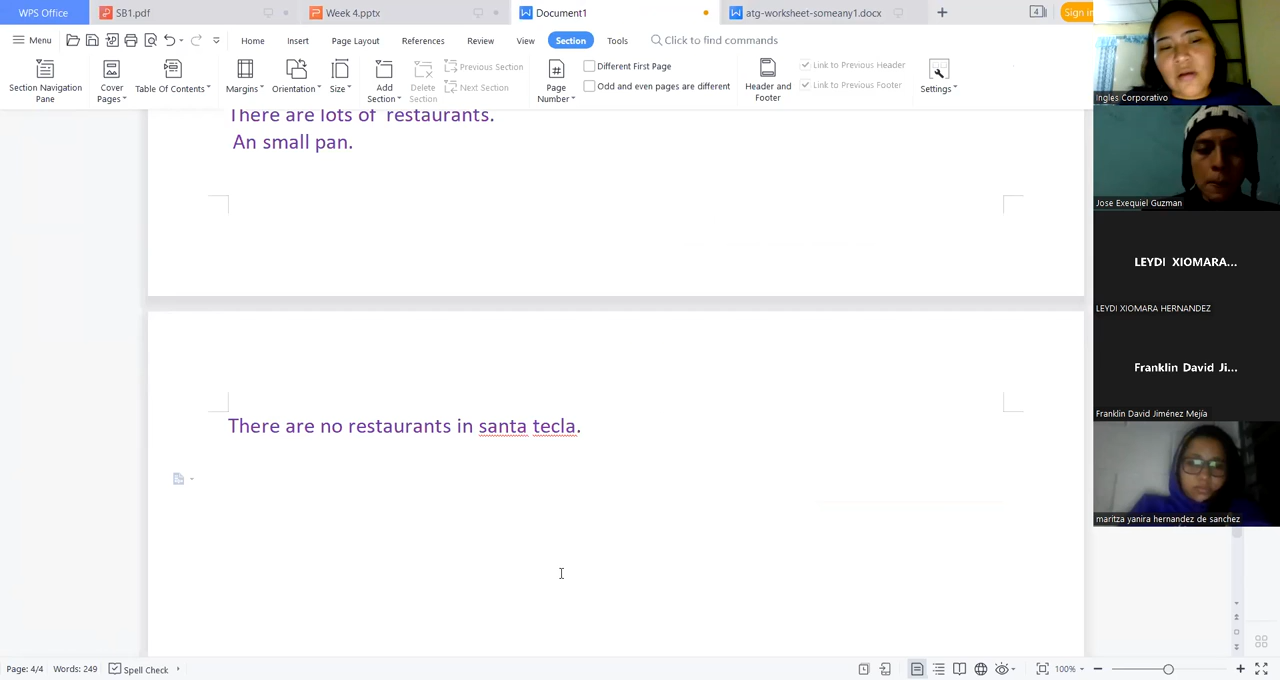 WPS Office SB1.pdf Week 4.pptx Document1 atg-worksheet-someany1.docx 4 Sign in
Menu Home Insert Page Layout References Review View Section Tools Click to find commands
Section Navigation Pane
Cover Pages
Table Of Contents
Margins
Orientation
Size
Add Section
Delete Section
Previous Section
Next Section
Page Number
Different First Page
Odd and even pages are different
Header and Footer
Link to Previous Header
Link to Previous Footer
Settings
There are lots of restaurants.
An small pan.
There are no restaurants in santa tecla.
Ingles Corporativo
Jose Exequiel Guzman
LEYDI XIOMARA...
LEYDI XIOMARA HERNANDEZ
Franklin David Ji...
Franklin David Jiménez Mejía
maritza yanira hernandez de sanchez
Page: 4/4 Words: 249 Spell Check 100%